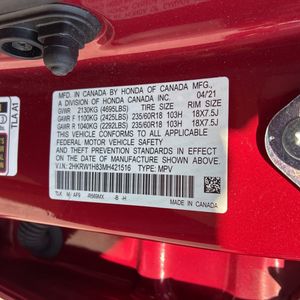 TLA A1
MFD. IN CANADA BY HONDA OF CANADA MFG.,
A DIVISION OF HONDA CANADA INC. 04/21
GVWR 2130KG (4695LBS) TIRE SIZE RIM SIZE
GAWR F 1100KG (2425LBS) 235/60R18 103H 18X7.5J
GAWR R 1040KG (2292LBS) 235/60R18 103H 18X7.5J
THIS VEHICLE CONFORMS TO ALL APPLICABLE
FEDERAL MOTOR VEHICLE SAFETY
AND THEFT PREVENTION STANDARDS IN EFFECT
ON THE DATE OF MANUFACTURE SHOWN ABOVE.
V.I.N: 2HKRW1H83MH421516 TYPE: MPV
MADE IN CANADA